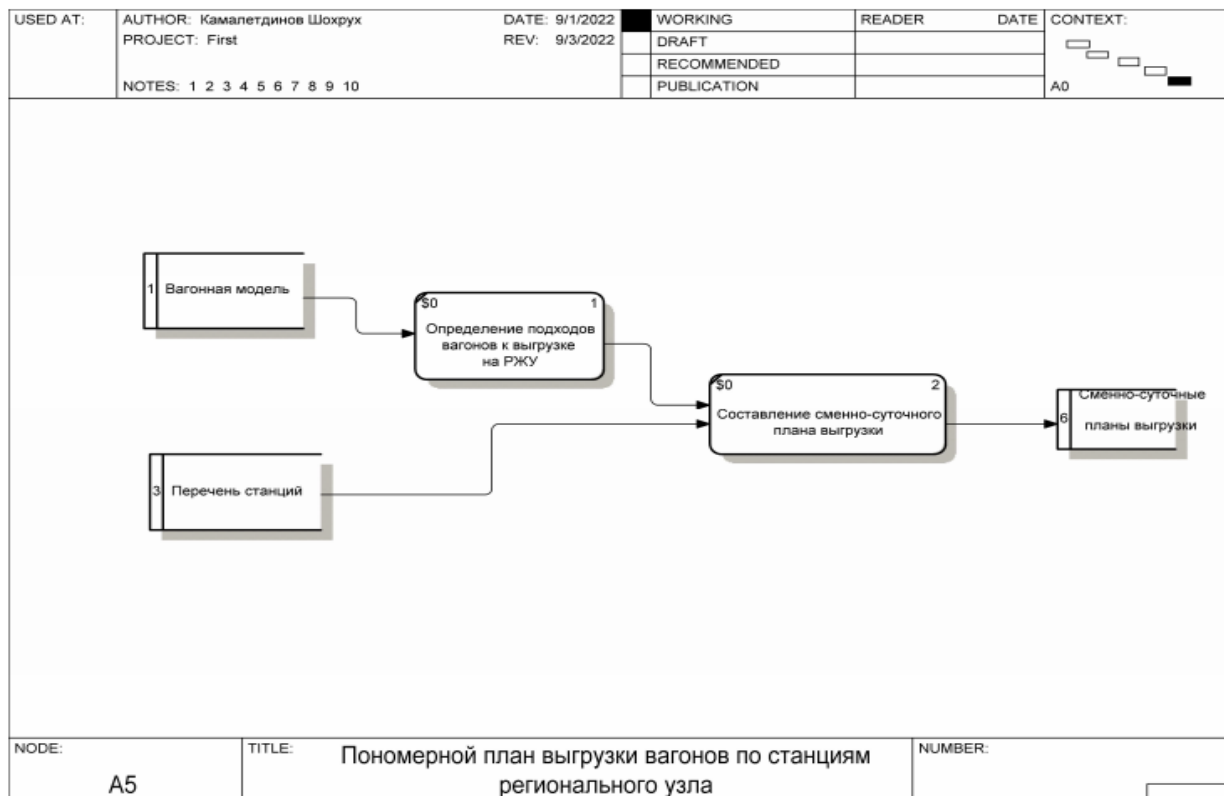 USED AT:
AUTHOR: Камалетдинов Шохрух
DATE: 9/1/2022
PROJECT: First
REV: 9/3/2022
NOTES: 1 2 3 4 5 6 7 8 9 10
WORKING
DRAFT
RECOMMENDED
PUBLICATION
READER DATE
CONTEXT:
A0
1 Вагонная модель
$0 1
Определение подходов
вагонов к выгрузке
на РЖУ
$0 2
Составление сменно-суточного
плана выгрузки
6
Сменно-суточные
планы выгрузки
3 Перечень станций
NODE:
A5
TITLE:
Пономерной план выгрузки вагонов по станциям
регионального узла
NUMBER: